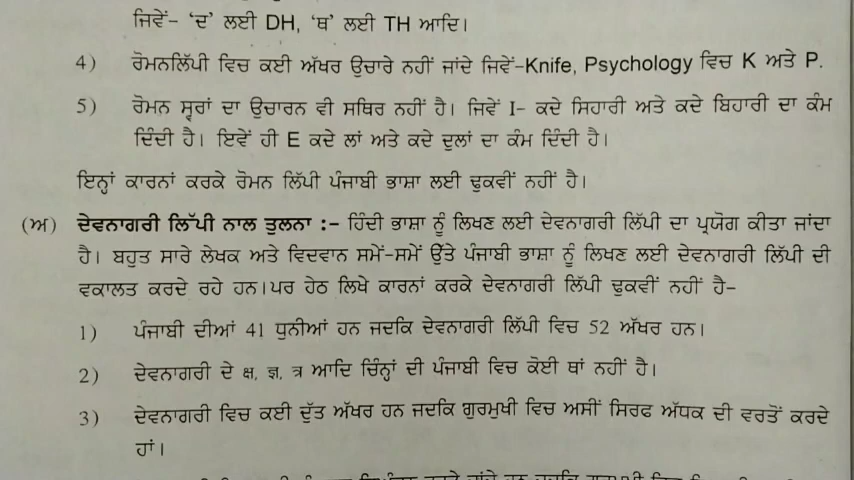 ਜਿਵੇਂ- ‘ਦ’ ਲਈ DH, ‘ਥ’ ਲਈ TH ਆਦਿ।
4) ਰੋਮਨਲਿੱਪੀ ਵਿਚ ਕਈ ਅੱਖਰ ਉਚਾਰੇ ਨਹੀਂ ਜਾਂਦੇ ਜਿਵੇਂ-Knife, Psychology ਵਿਚ K ਅਤੇ P.
5) ਰੋਮਨ ਸ੍ਵਰਾਂ ਦਾ ਉਚਾਰਨ ਵੀ ਸਥਿਰ ਨਹੀਂ ਹੈ। ਜਿਵੇਂ I- ਕਦੇ ਸਿਹਾਰੀ ਅਤੇ ਕਦੇ ਬਿਹਾਰੀ ਦਾ ਕੰਮ
ਦਿੰਦੀ ਹੈ। ਇਵੇਂ ਹੀ E ਕਦੇ ਲਾਂ ਅਤੇ ਕਦੇ ਦੁਲਾਂ ਦਾ ਕੰਮ ਦਿੰਦੀ ਹੈ।
ਇਨ੍ਹਾਂ ਕਾਰਨਾਂ ਕਰਕੇ ਰੋਮਨ ਲਿੱਪੀ ਪੰਜਾਬੀ ਭਾਸ਼ਾ ਲਈ ਢੁਕਵੀਂ ਨਹੀਂ ਹੈ।
(ਅ) ਦੇਵਨਾਗਰੀ ਲਿੱਪੀ ਨਾਲ ਤੁਲਨਾ :- ਹਿੰਦੀ ਭਾਸ਼ਾ ਨੂੰ ਲਿਖਣ ਲਈ ਦੇਵਨਾਗਰੀ ਲਿੱਪੀ ਦਾ ਪ੍ਰਯੋਗ ਕੀਤਾ ਜਾਂਦਾ
ਹੈ। ਬਹੁਤ ਸਾਰੇ ਲੇਖਕ ਅਤੇ ਵਿਦਵਾਨ ਸਮੇਂ-ਸਮੇਂ ਉੱਤੇ ਪੰਜਾਬੀ ਭਾਸ਼ਾ ਨੂੰ ਲਿਖਣ ਲਈ ਦੇਵਨਾਗਰੀ ਲਿੱਪੀ ਦੀ
ਵਕਾਲਤ ਕਰਦੇ ਰਹੇ ਹਨ।ਪਰ ਹੇਠ ਲਿਖੇ ਕਾਰਨਾਂ ਕਰਕੇ ਦੇਵਨਾਗਰੀ ਲਿੱਪੀ ਢੁਕਵੀਂ ਨਹੀਂ ਹੈ-
1) ਪੰਜਾਬੀ ਦੀਆਂ 41 ਧੁਨੀਆਂ ਹਨ ਜਦਕਿ ਦੇਵਨਾਗਰੀ ਲਿੱਪੀ ਵਿਚ 52 ਅੱਖਰ ਹਨ।
2) ਦੇਵਨਾਗਰੀ ਦੇ क्ष, ज्ञ, त्र ਆਦਿ ਚਿੰਨ੍ਹਾਂ ਦੀ ਪੰਜਾਬੀ ਵਿਚ ਕੋਈ ਥਾਂ ਨਹੀਂ ਹੈ।
3) ਦੇਵਨਾਗਰੀ ਵਿਚ ਕਈ ਦੁੱਤ ਅੱਖਰ ਹਨ ਜਦਕਿ ਗੁਰਮੁਖੀ ਵਿਚ ਅਸੀਂ ਸਿਰਫ ਅੱਧਕ ਦੀ ਵਰਤੋਂ ਕਰਦੇ
ਹਾਂ।